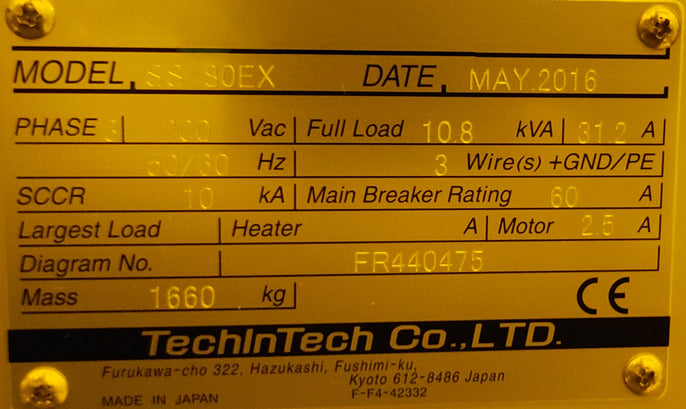 MODEL SS-80EX DATE MAY.2016
PHASE 3 200 Vac Full Load 10.8 kVA 31.2 A
50/60 Hz 3 Wire(s) +GND/PE
SCCR 10 kA Main Breaker Rating 60 A
Largest Load Heater A Motor 2.5 A
Diagram No. FR440475
Mass 1660 kg CE
TechInTech Co.,LTD.
Furukawa-cho 322, Hazukashi, Fushimi-ku,
Kyoto 612-8486 Japan
MADE IN JAPAN F-F4-42332